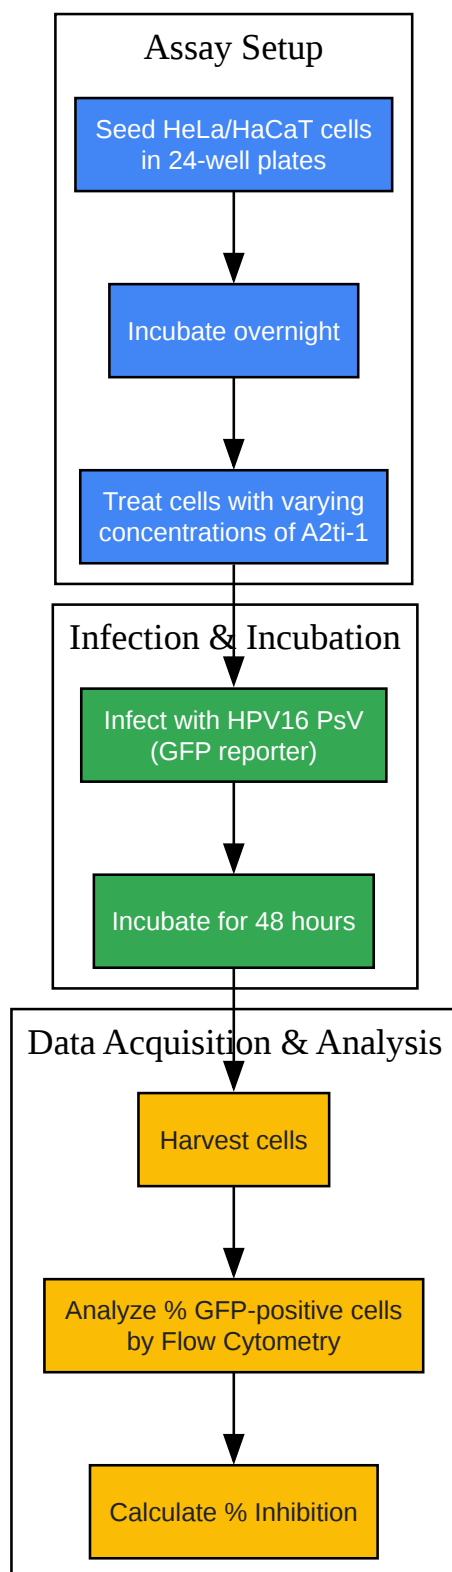 Assay Setup
Seed HeLa/HaCaT cells
in 24-well plates
Incubate overnight
Treat cells with varying
concentrations of A2ti-1
Infection & Incubation
Infect with HPV16 PsV
(GFP reporter)
Incubate for 48 hours
Data Acquisition & Analysis
Harvest cells
Analyze % GFP-positive cells
by Flow Cytometry
Calculate % Inhibition